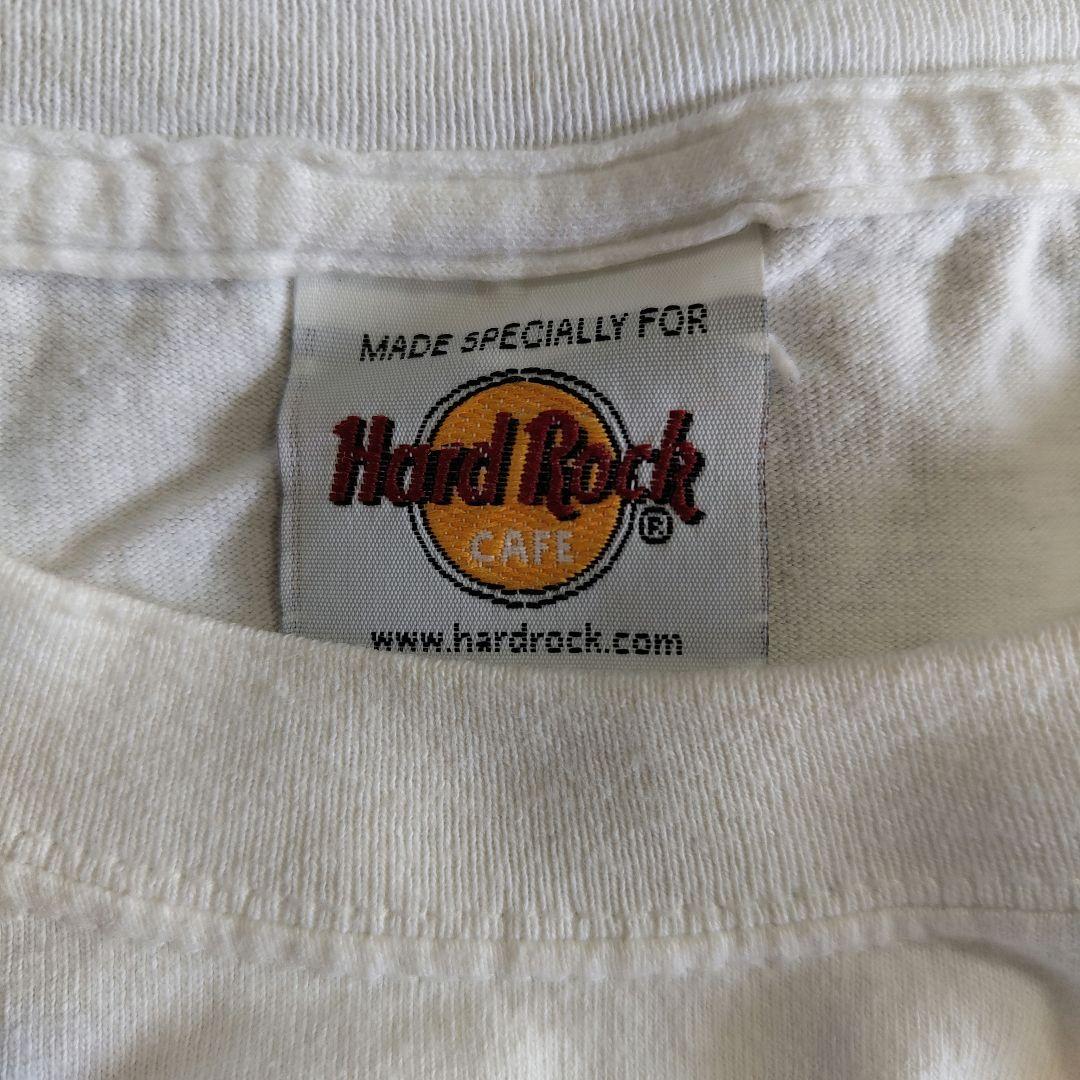 MADE SPECIALLY FOR
Hard Rock
CAFE ®
www.hardrock.com